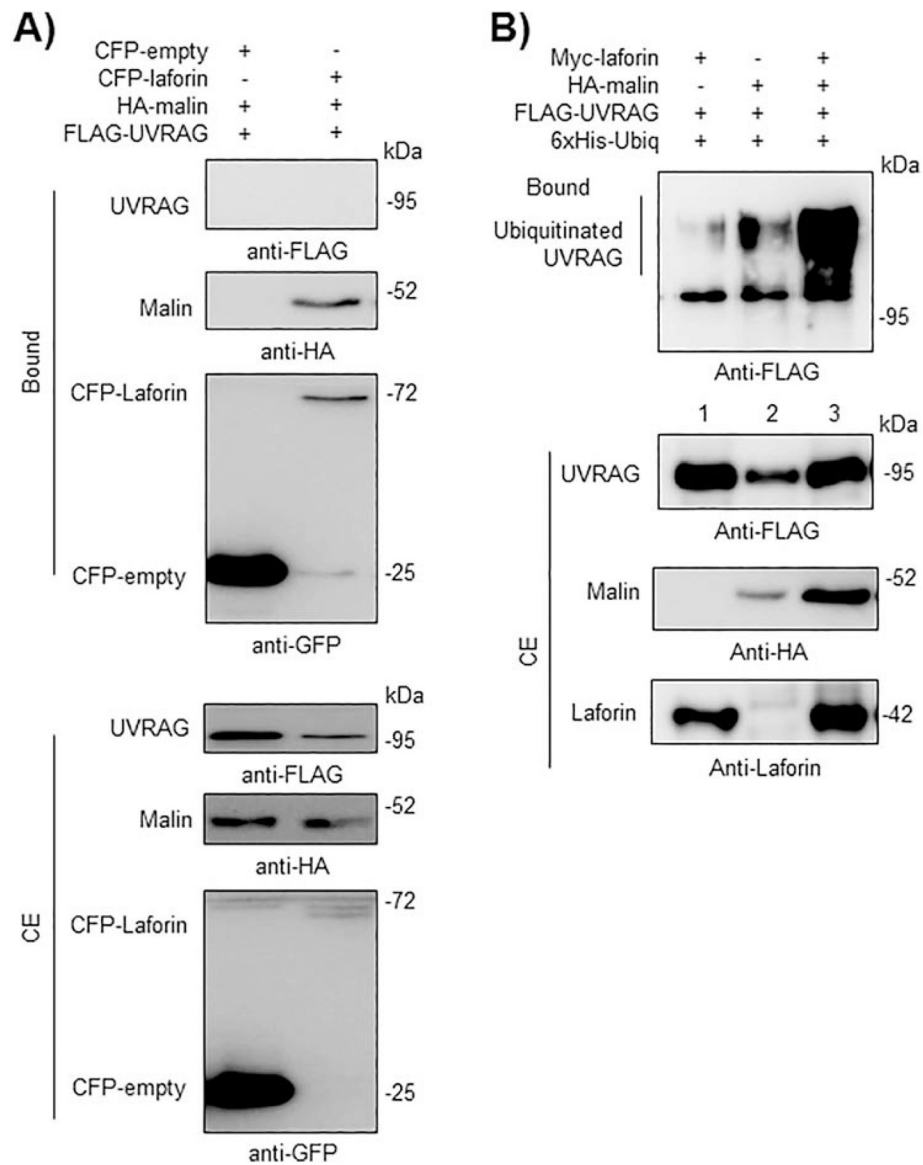 A)
CFP-empty + -
CFP-laforin - +
HA-malin + +
FLAG-UVRAG + +
kDa
Bound
UVRAG -95
anti-FLAG
Malin -52
anti-HA
CFP-Laforin -72
CFP-empty -25
anti-GFP
kDa
CE
UVRAG -95
anti-FLAG
Malin -52
anti-HA
CFP-Laforin -72
CFP-empty -25
anti-GFP
B)
Myc-laforin + - +
HA-malin - + +
FLAG-UVRAG + + +
6xHis-Ubiq + + +
kDa
Bound
Ubiquitinated
UVRAG
-95
Anti-FLAG
1 2 3 kDa
CE
UVRAG -95
Anti-FLAG
Malin -52
Anti-HA
Laforin -42
Anti-Laforin